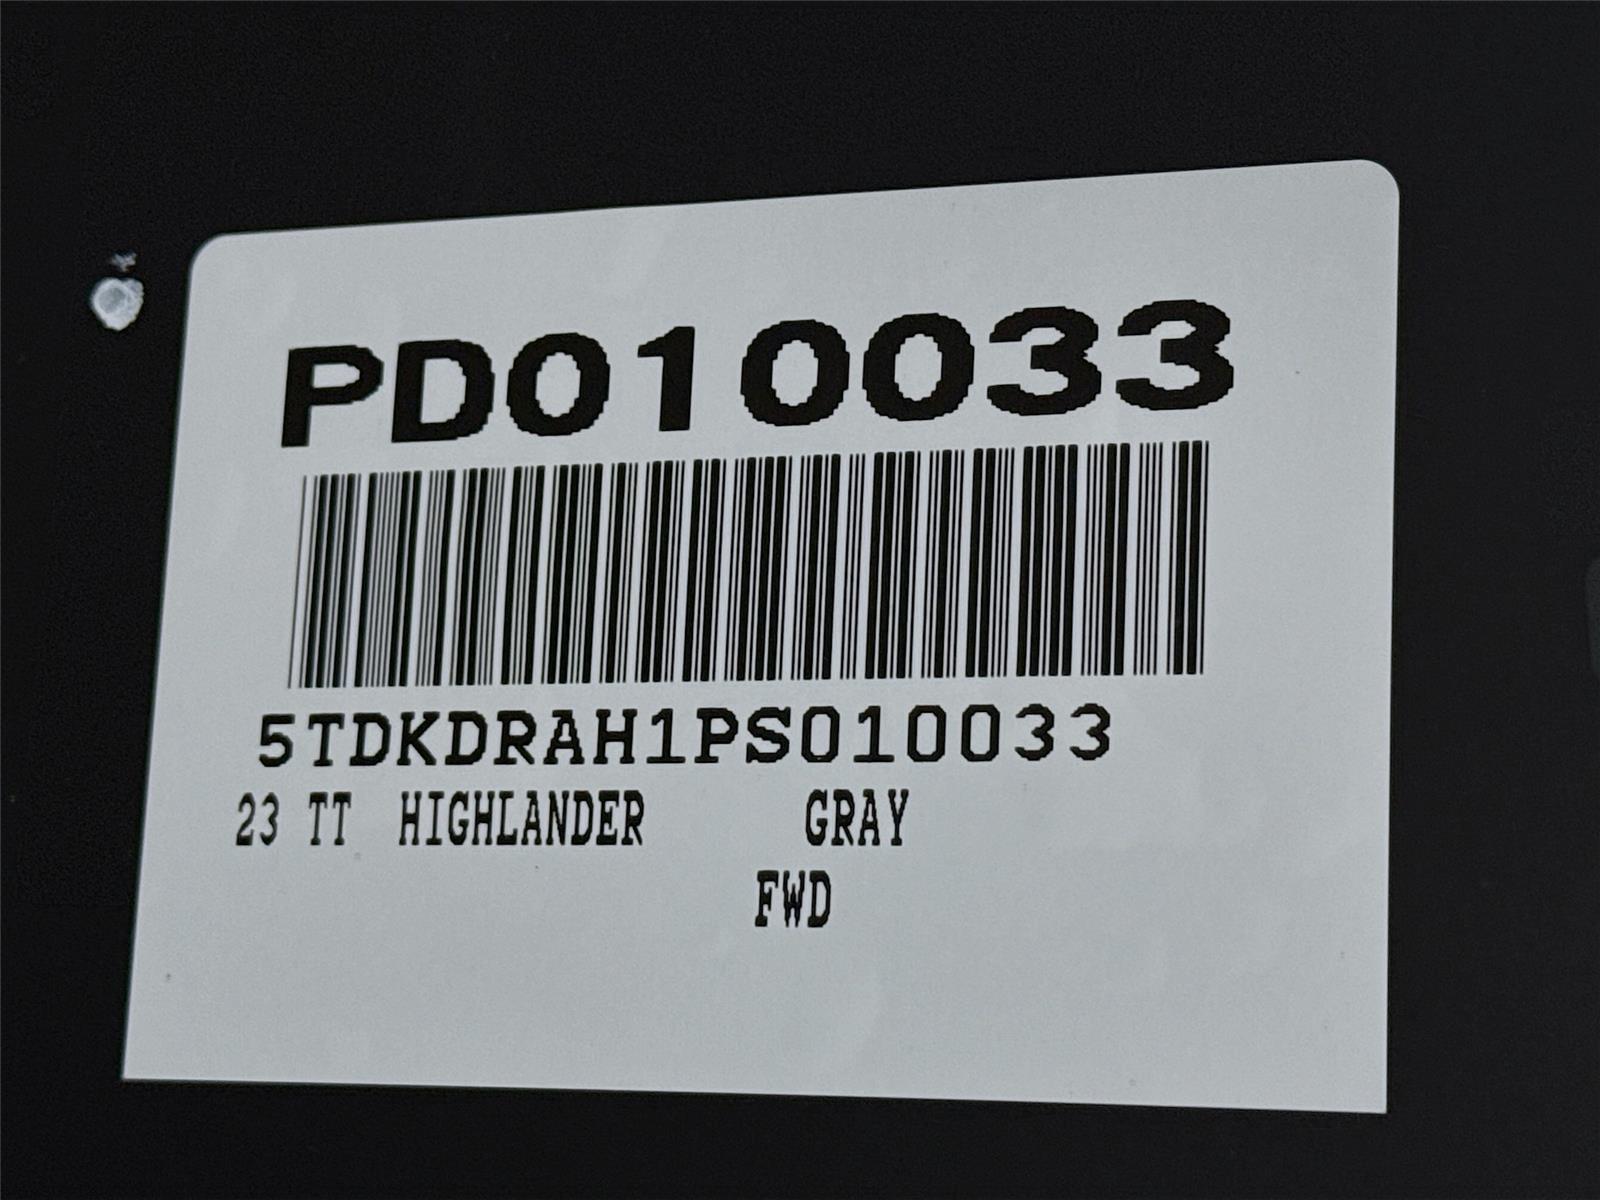 PD010033
5TDKDRAH1PS010033
23 TT HIGHLANDER GRAY
FWD